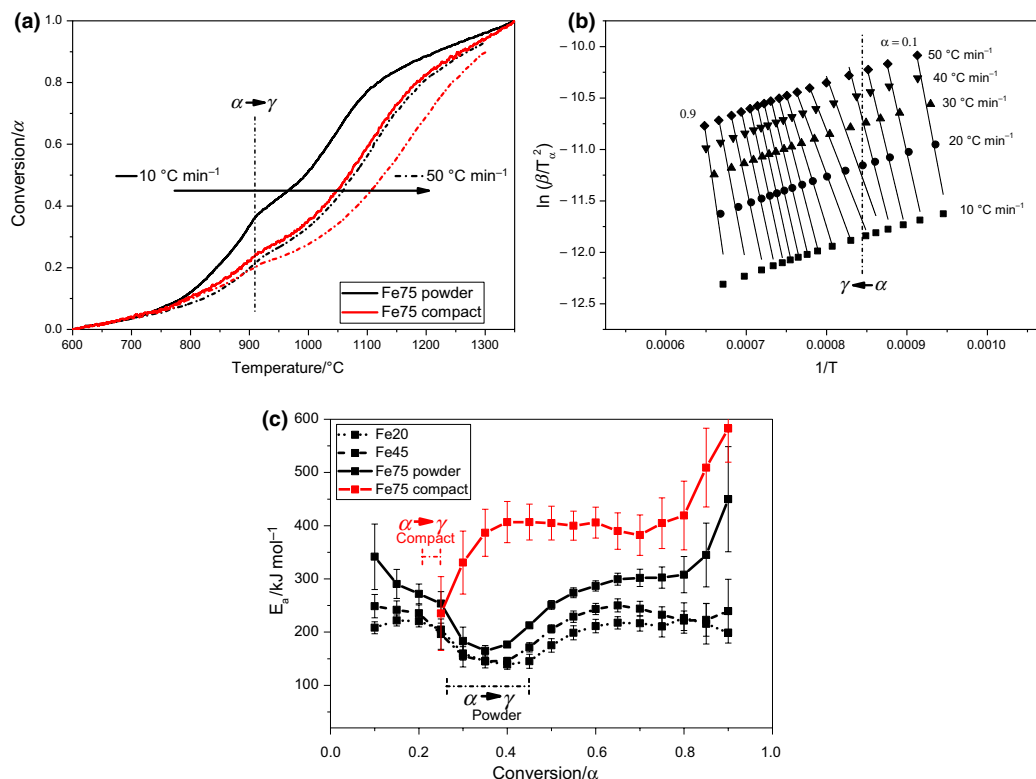 (a)
1.0
0.8
0.6
0.4
0.2
0.0
Conversion/α
α → γ
10 °C min⁻¹
50 °C min⁻¹
Fe75 powder
Fe75 compact
600 700 800 900 1000 1100 1200 1300
Temperature/°C
(b)
− 10.0
− 10.5
− 11.0
− 11.5
− 12.0
− 12.5
ln (β/T²α)
α = 0.1
0.9
50 °C min⁻¹
40 °C min⁻¹
30 °C min⁻¹
20 °C min⁻¹
10 °C min⁻¹
γ ← α
0.0006 0.0007 0.0008 0.0009 0.0010
1/T
(c)
600
500
400
300
200
100
Eₐ/kJ mol⁻¹
Fe20
Fe45
Fe75 powder
Fe75 compact
α → γ
Compact
α → γ
Powder
0.0 0.2 0.4 0.6 0.8 1.0
Conversion/α